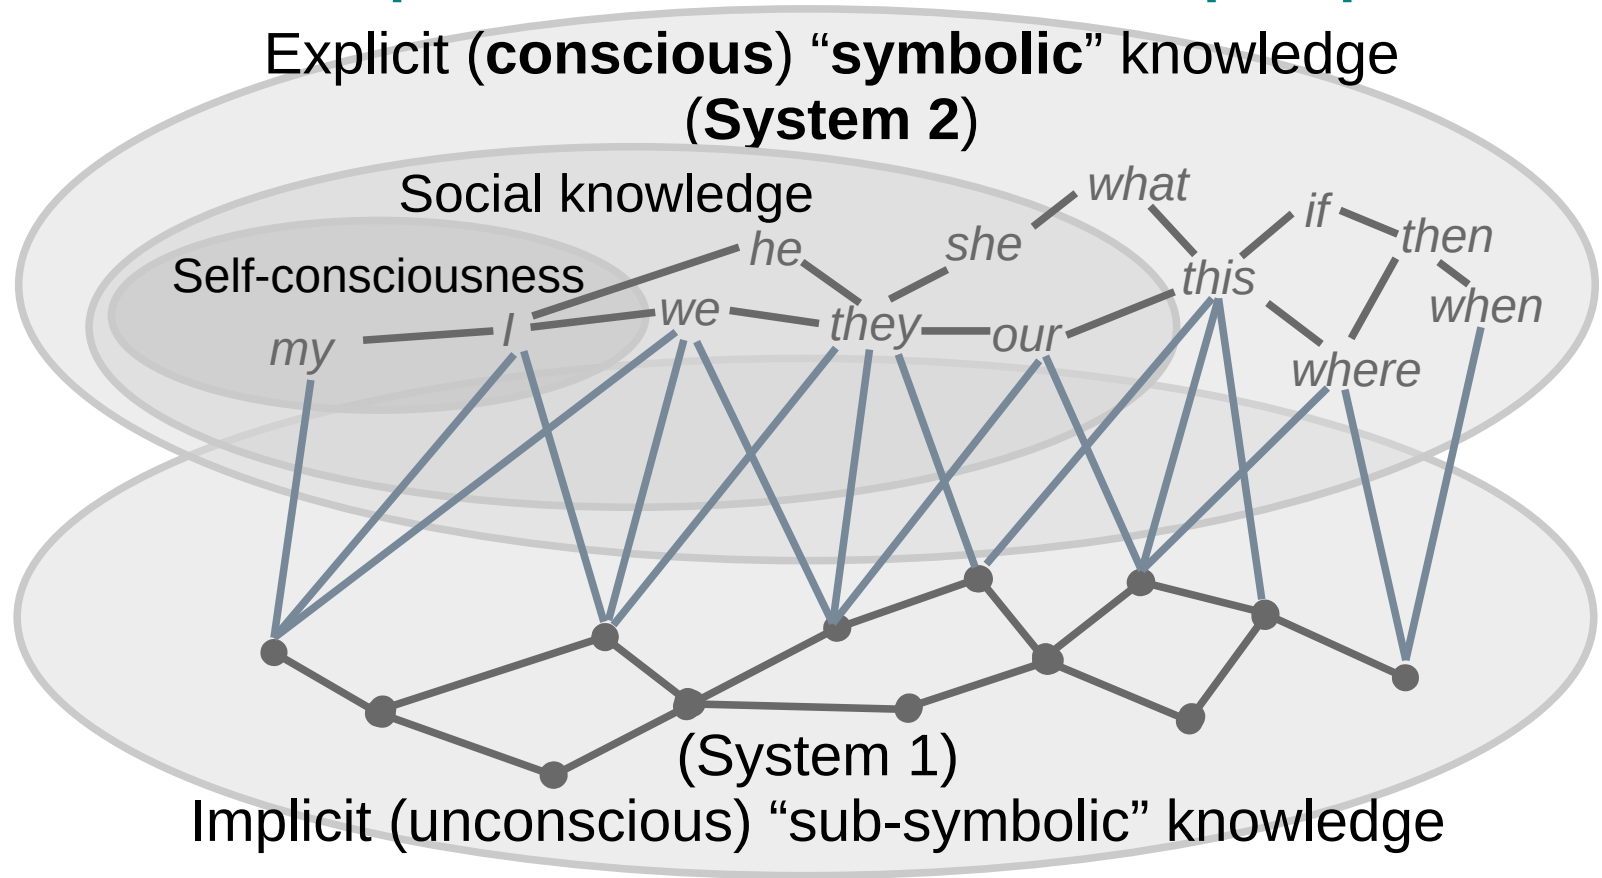 Explicit (conscious) “symbolic” knowledge
(System 2)
Social knowledge
Self-consciousness
what
if
then
he
she
this
when
my
I
we
they
our
where
(System 1)
Implicit (unconscious) “sub-symbolic” knowledge